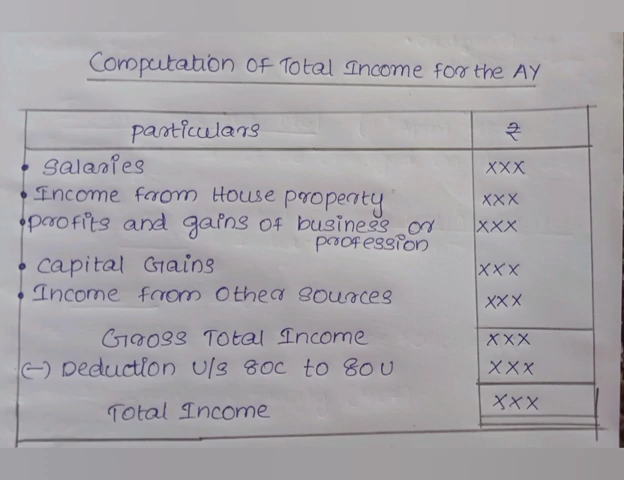 Computation of Total Income for the AY
particulars ₹
• Salaries XXX
• Income from House property XXX
• profits and gains of business or XXX
profession
• Capital Gains XXX
• Income from Other Sources XXX
Gross Total Income XXX
(-) Deduction U/s 80C to 80U XXX
Total Income XXX